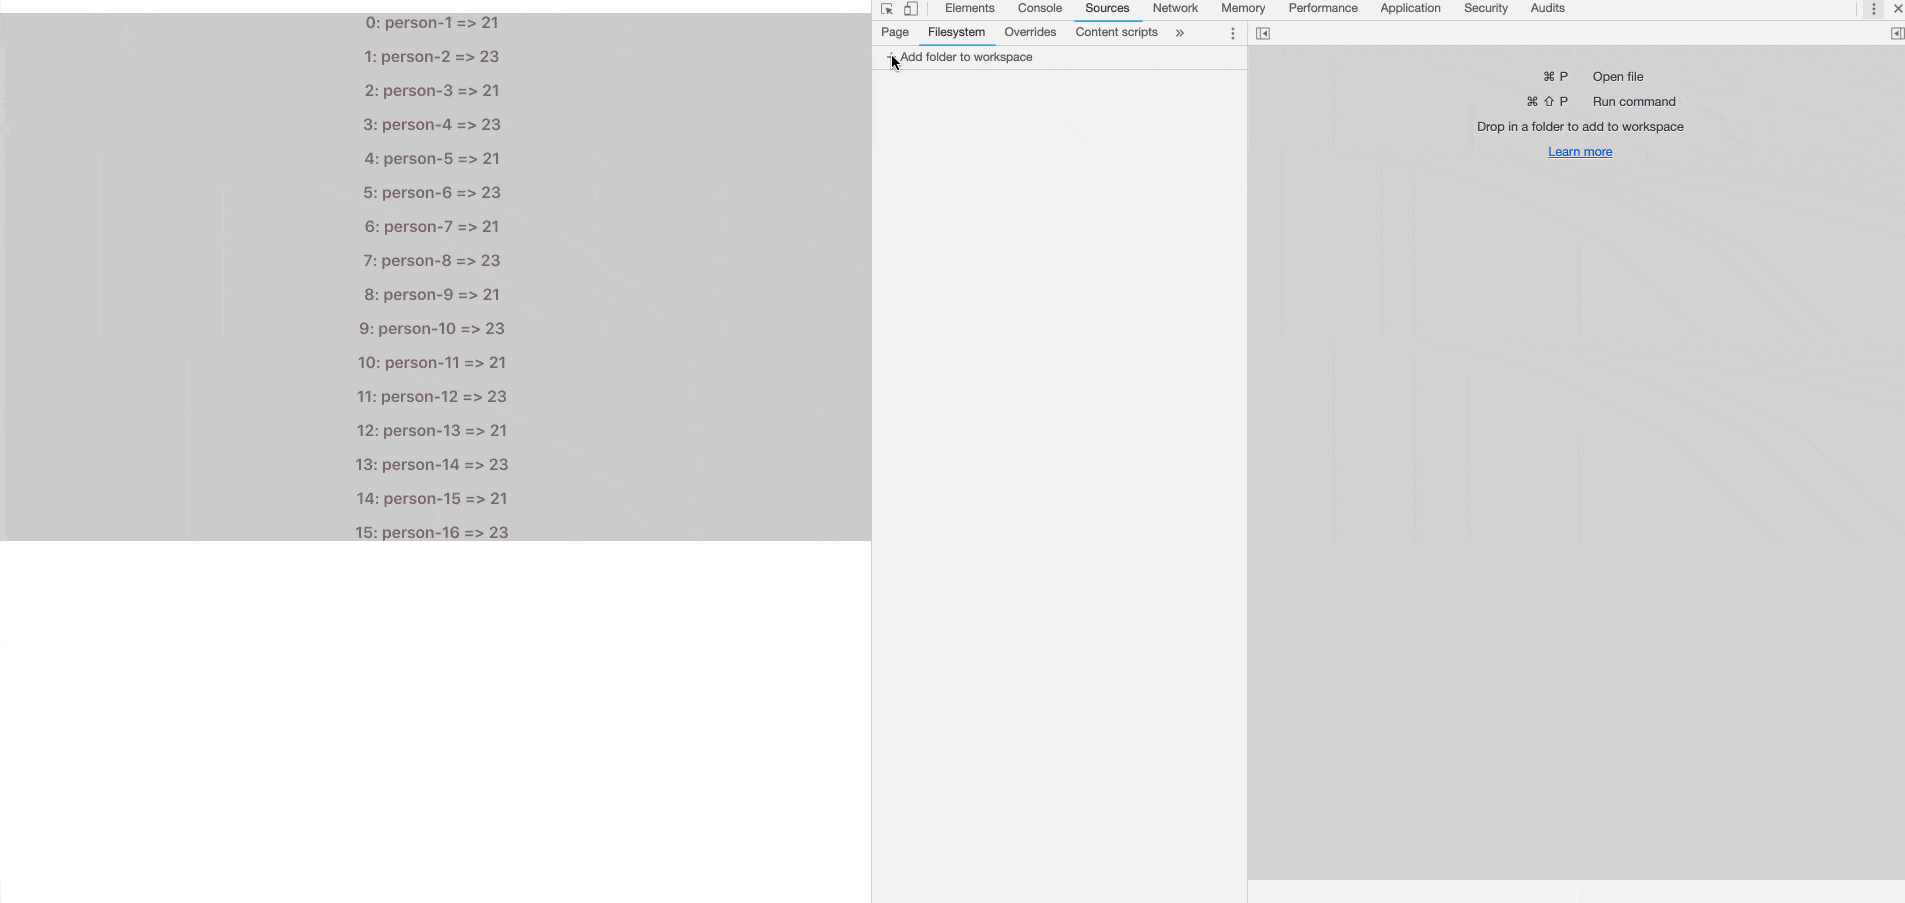 0: person-1 => 21
1: person-2 => 23
2: person-3 => 21
3: person-4 => 23
4: person-5 => 21
5: person-6 => 23
6: person-7 => 21
7: person-8 => 23
8: person-9 => 21
9: person-10 => 23
10: person-11 => 21
11: person-12 => 23
12: person-13 => 21
13: person-14 => 23
14: person-15 => 21
15: person-16 => 23
Elements Console Sources Network Memory Performance Application Security Audits
Page Filesystem Overrides Content scripts »
+ Add folder to workspace
⌘ P Open file
⌘ ⇧ P Run command
Drop in a folder to add to workspace
Learn more